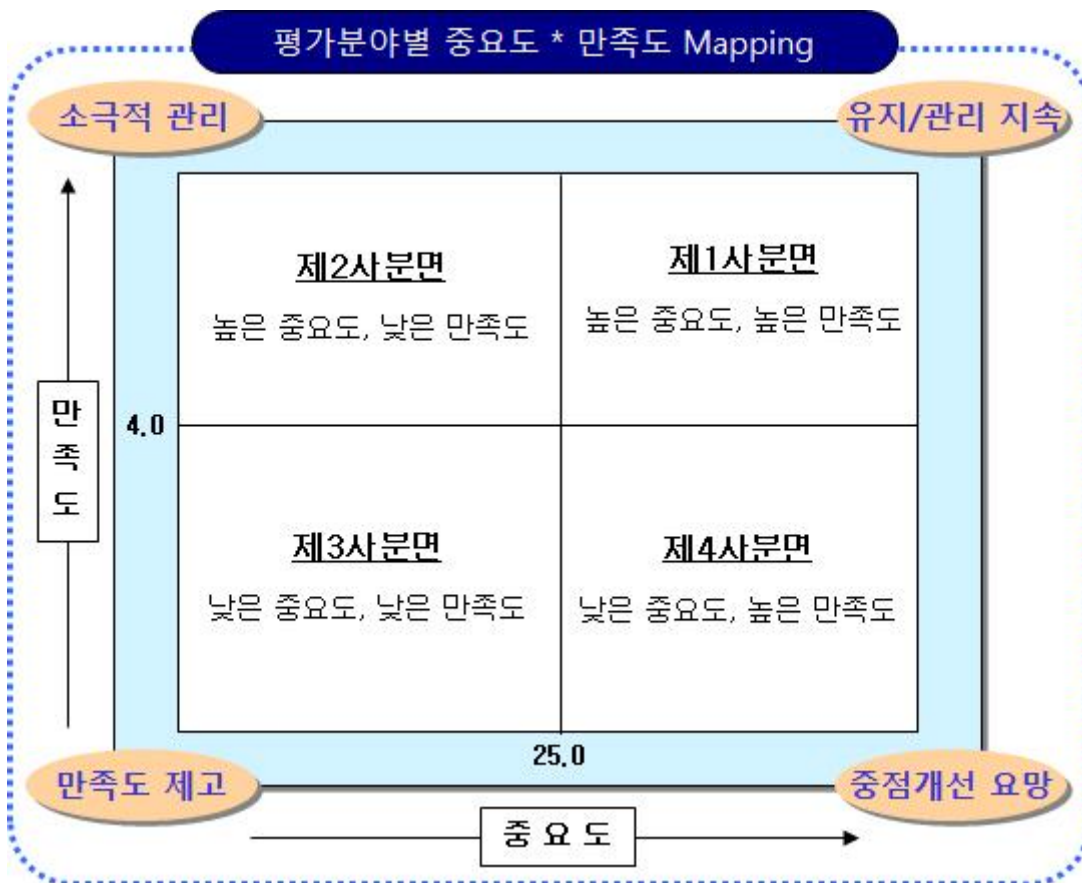 평가분야별 중요도 * 만족도 Mapping
소극적 관리
유지/관리 지속
제2사분면
높은 중요도, 낮은 만족도
제1사분면
높은 중요도, 높은 만족도
만족도
4.0
제3사분면
낮은 중요도, 낮은 만족도
제4사분면
낮은 중요도, 높은 만족도
25.0
만족도 제고
중점개선 요망
중요도